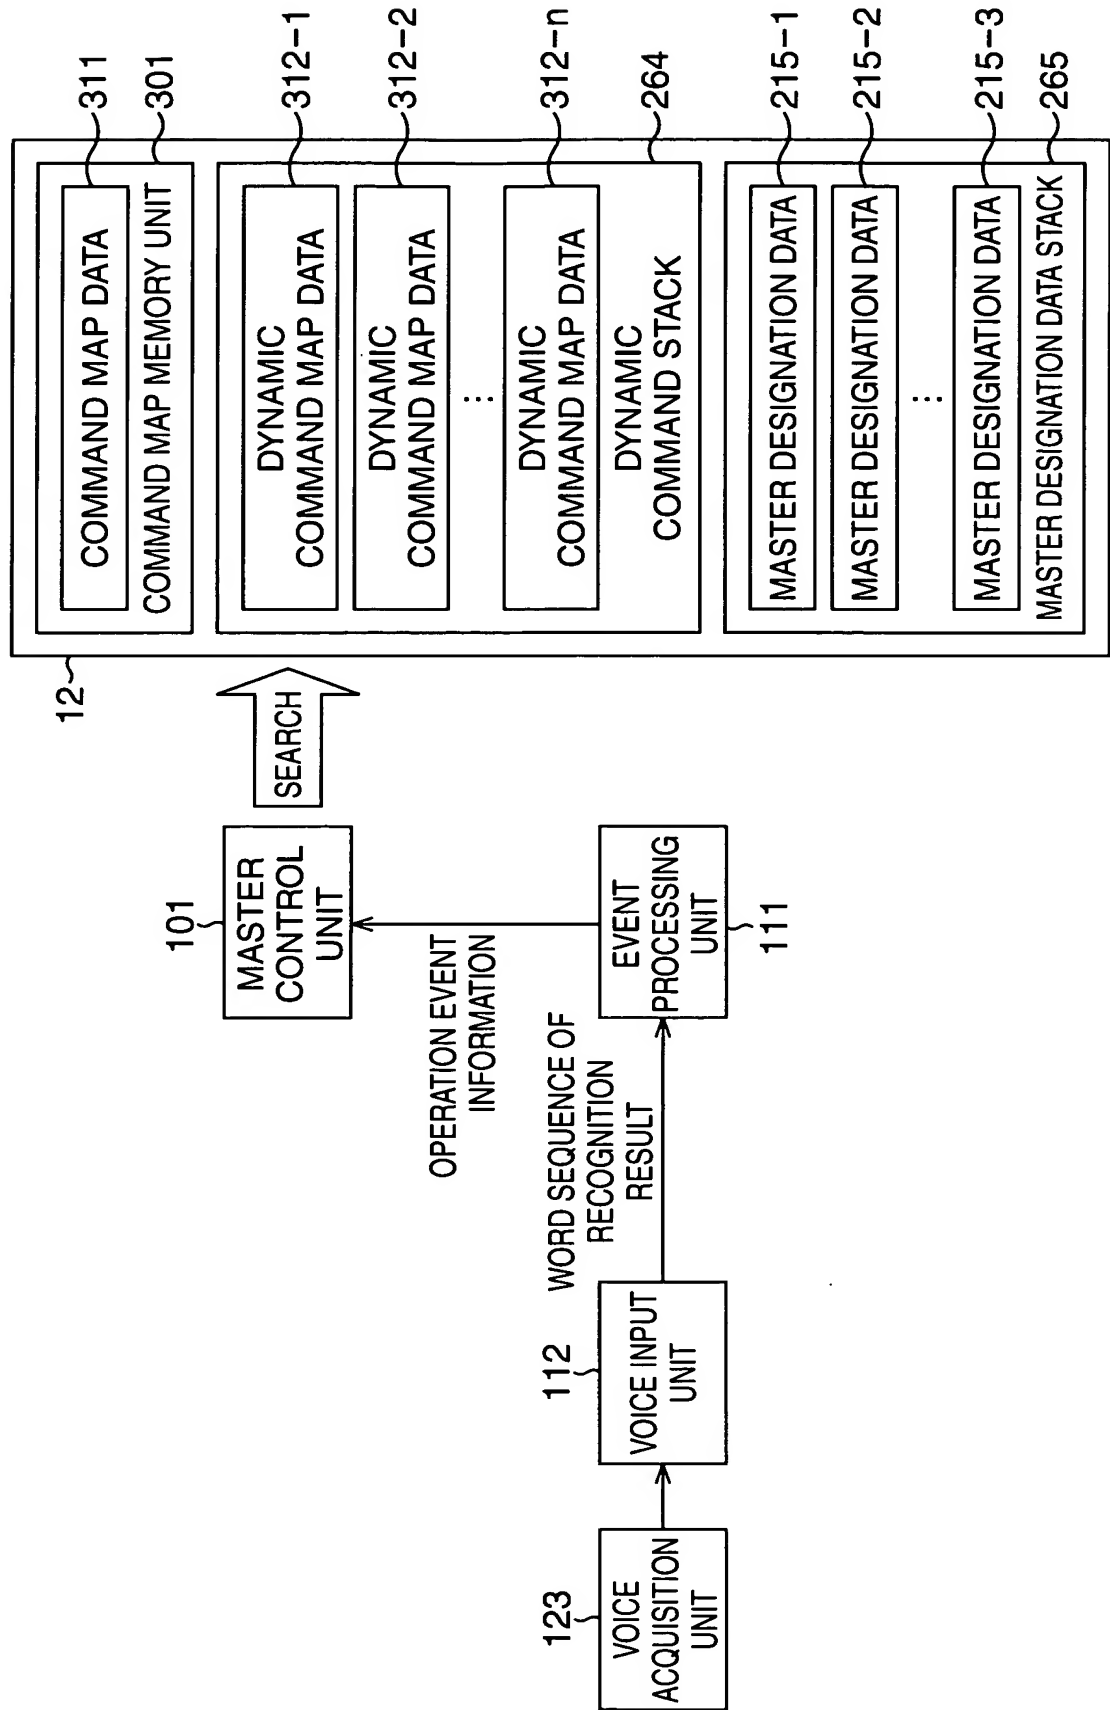 123
VOICE
ACQUISITION
UNIT
112
VOICE INPUT
UNIT
WORD SEQUENCE OF
RECOGNITION
RESULT
EVENT
PROCESSING
UNIT
111
OPERATION EVENT
INFORMATION
101
MASTER
CONTROL
UNIT
SEARCH
12
COMMAND MAP DATA
311
COMMAND MAP MEMORY UNIT
301
DYNAMIC
COMMAND MAP DATA
312-1
DYNAMIC
COMMAND MAP DATA
312-2
...
DYNAMIC
COMMAND MAP DATA
312-n
DYNAMIC
COMMAND STACK
264
MASTER DESIGNATION DATA
215-1
MASTER DESIGNATION DATA
215-2
...
MASTER DESIGNATION DATA
215-3
MASTER DESIGNATION DATA STACK
265